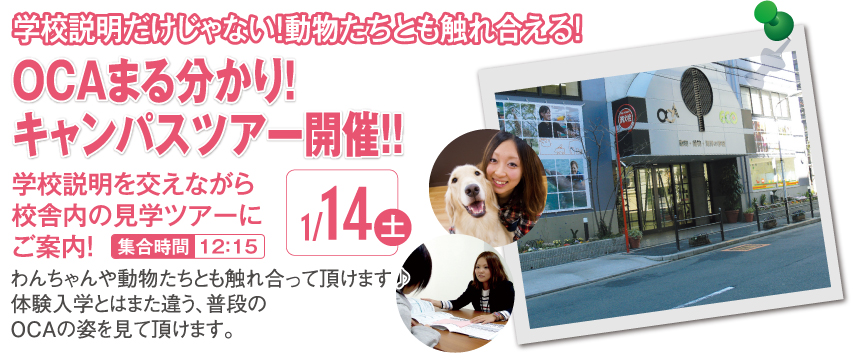 学校説明だけじゃない!動物たちとも触れ合える!
OCAまる分かり!
キャンパスツアー開催!!
学校説明を交えながら
校舎内の見学ツアーに
ご案内! 集合時間 12:15
1/14土
わんちゃんや動物たちとも触れ合って頂けます♪
体験入学とはまた違う、普段の
OCAの姿を見て頂けます。